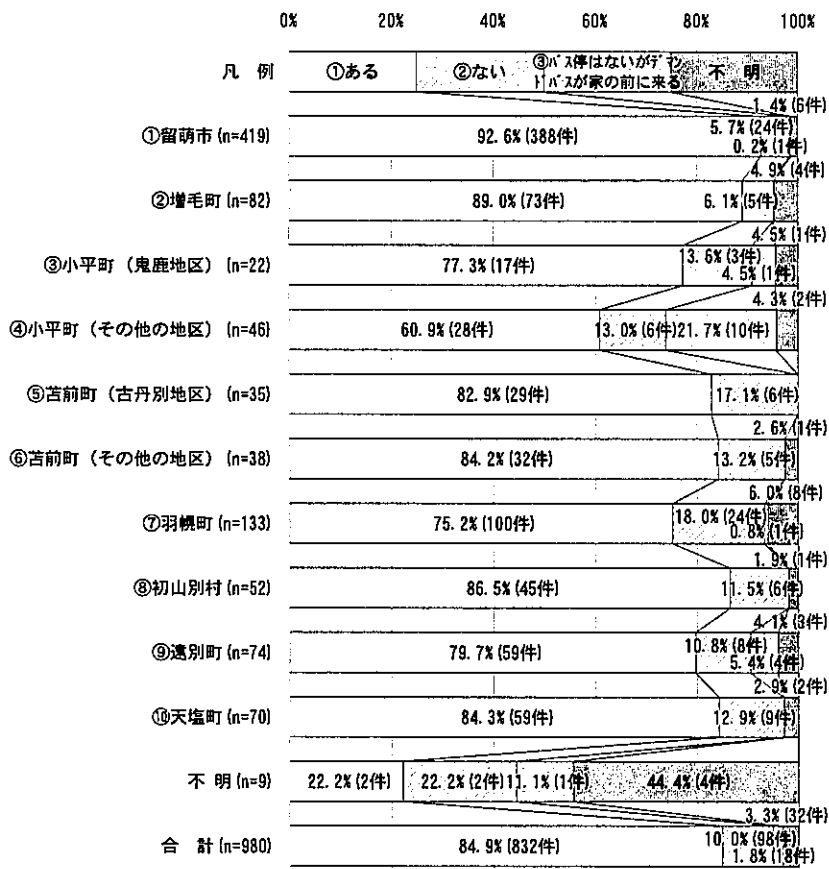 0% 20% 40% 60% 80% 100%
凡 例 ①ある ②ない ③バス停はないがデマンドバスが家の前に来る 不 明
1.4%(6件)
①留萌市(n=419) 92.6%(388件) 5.7%(24件)
0.2%(1件)
4.9%(4件)
②増毛町(n=82) 89.0%(73件) 6.1%(5件)
4.5%(1件)
③小平町(鬼鹿地区)(n=22) 77.3%(17件) 13.6%(3件)
4.5%(1件)
4.3%(2件)
④小平町(その他の地区)(n=46) 60.9%(28件) 13.0%(6件) 21.7%(10件)
⑤苫前町(古丹別地区)(n=35) 82.9%(29件) 17.1%(6件)
2.6%(1件)
⑥苫前町(その他の地区)(n=38) 84.2%(32件) 13.2%(5件)
6.0%(8件)
⑦羽幌町(n=133) 75.2%(100件) 18.0%(24件)
0.8%(1件)
1.9%(1件)
⑧初山別村(n=52) 86.5%(45件) 11.5%(6件)
4.1%(3件)
⑨遠別町(n=74) 79.7%(59件) 10.8%(8件)
5.4%(4件)
2.9%(2件)
⑩天塩町(n=70) 84.3%(59件) 12.9%(9件)
不 明(n=9) 22.2%(2件) 22.2%(2件) 11.1%(1件) 44.4%(4件)
3.3%(32件)
合 計(n=980) 84.9%(832件) 10.0%(98件)
1.8%(18件)